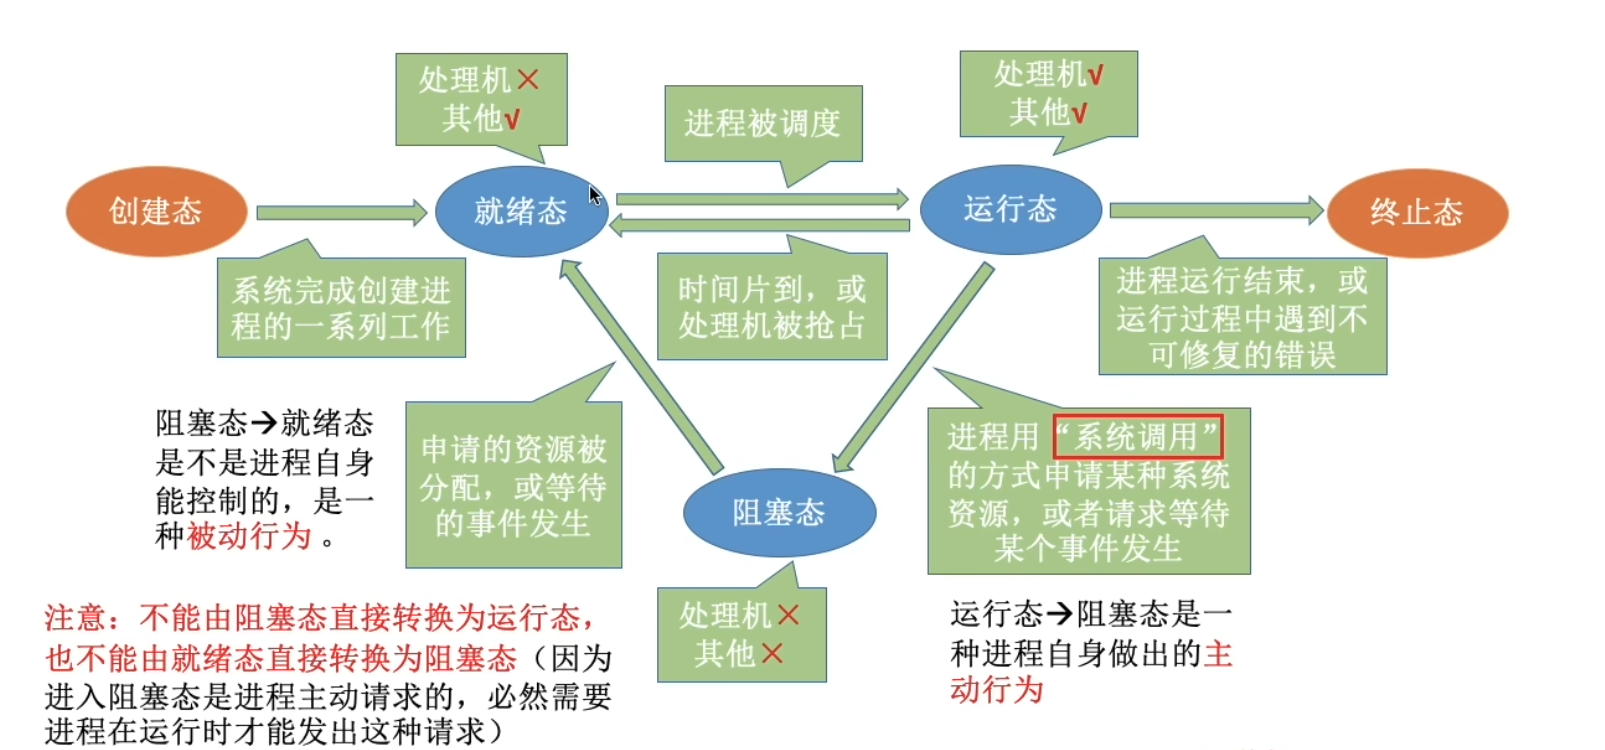 处理机×
其他√
进程被调度
处理机√
其他√
创建态
就绪态
运行态
终止态
系统完成创建进
程的一系列工作
时间片到，或
处理机被抢占
进程运行结束，或
运行过程中遇到不
可修复的错误
阻塞态→就绪态
是不是进程自身
能控制的，是一
种被动行为。
申请的资源被
分配，或等待
的事件发生
进程用“系统调用”
的方式申请某种系统
资源，或者请求等待
某个事件发生
阻塞态
处理机×
其他×
注意：不能由阻塞态直接转换为运行态，
也不能由就绪态直接转换为阻塞态（因为
进入阻塞态是进程主动请求的，必然需要
进程在运行时才能发出这种请求）
运行态→阻塞态是一
种进程自身做出的主
动行为